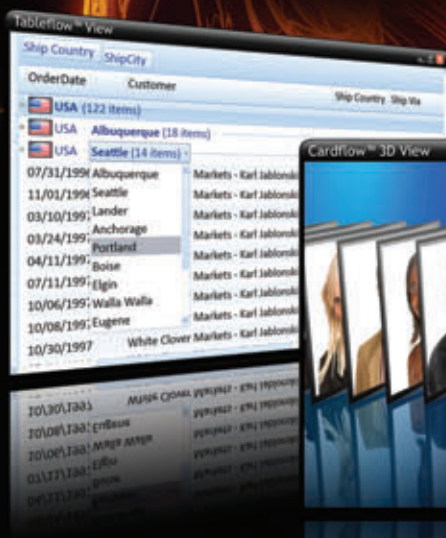 Tableflow™ View
Ship Country ShipCity
OrderDate Customer Ship Country Ship Via
USA (122 items)
USA Albuquerque (18 items)
USA Seattle (14 items)
07/31/199 Albuquerque Markets - Karl Jablonski
11/01/199 Seattle Markets - Karl Jablonski
03/10/199 Lander Markets - Karl Jablonski
03/24/199 Anchorage Markets - Karl Jablonski
Portland
04/11/199 Boise Markets - Karl Jablonski
07/11/199 Elgin Markets - Karl Jablonski
10/06/199 Walla Walla Markets - Karl Jablonski
10/08/199 Eugene Markets - Karl Jablonski
10/30/1997 White Clover Markets - Karl Jablonski
Cardflow™ 3D View